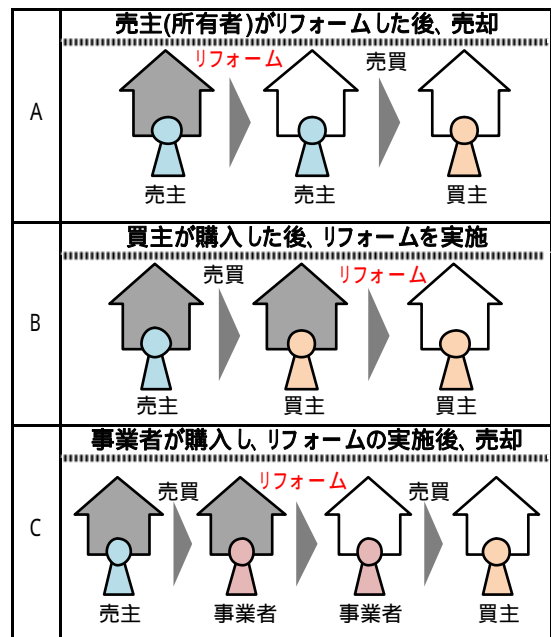 売主(所有者)がリフォームした後、売却
リフォーム 売買
A
売主 売主 買主
買主が購入した後、リフォームを実施
売買 リフォーム
B
売主 買主 買主
事業者が購入し、リフォームの実施後、売却
売買 リフォーム 売買
C
売主 事業者 事業者 買主